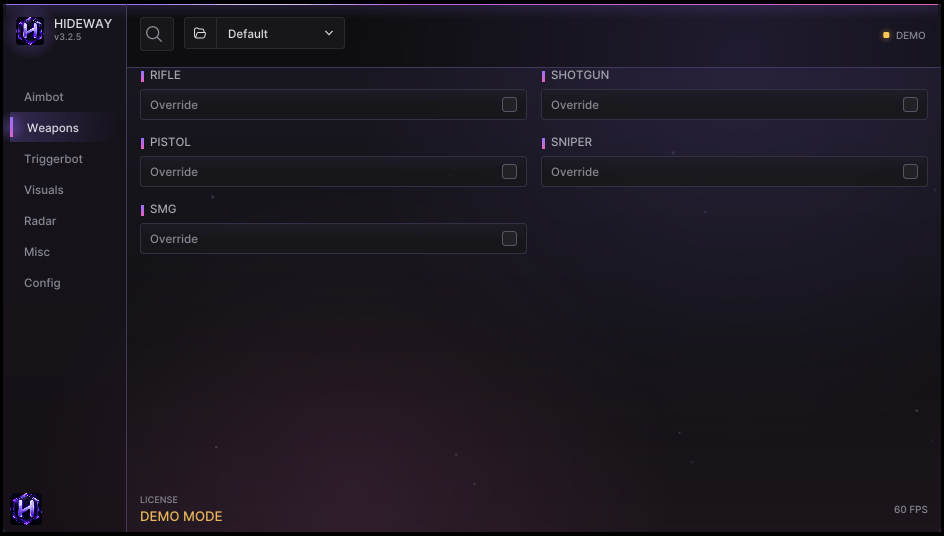 HIDEWAY
v3.2.5
Default
DEMO
Aimbot
Weapons
Triggerbot
Visuals
Radar
Misc
Config
RIFLE
Override
SHOTGUN
Override
PISTOL
Override
SNIPER
Override
SMG
Override
LICENSE
DEMO MODE
60 FPS